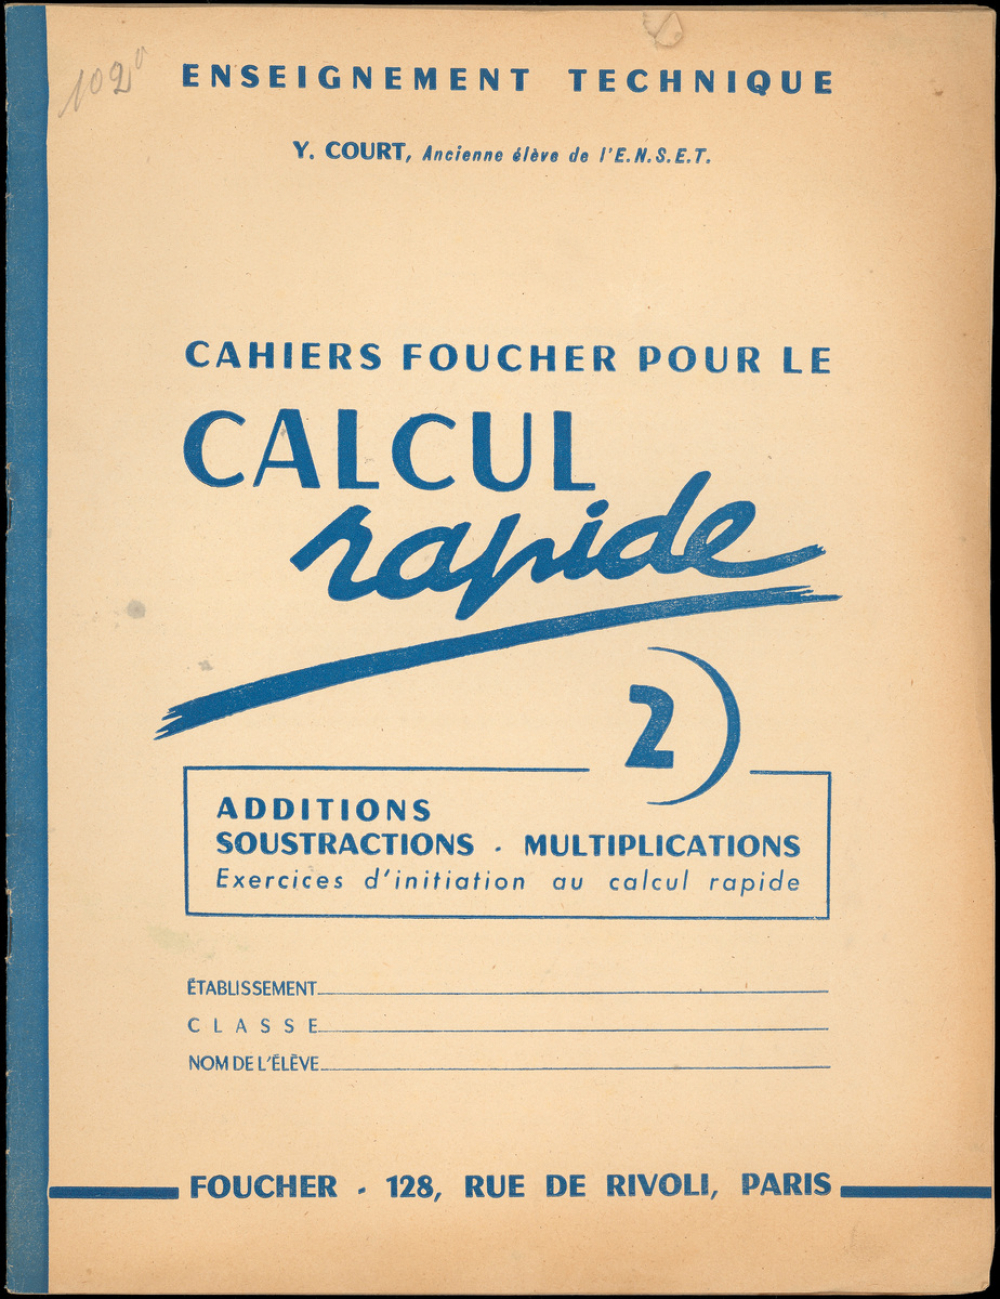 102⁰
ENSEIGNEMENT TECHNIQUE
Y. COURT, Ancienne élève de l'E.N.S.E.T.
CAHIERS FOUCHER POUR LE
CALCUL
rapide
2
ADDITIONS
SOUSTRACTIONS - MULTIPLICATIONS
Exercices d'initiation au calcul rapide
ÉTABLISSEMENT
CLASSE
NOM DE L'ÉLÈVE
FOUCHER - 128, RUE DE RIVOLI, PARIS